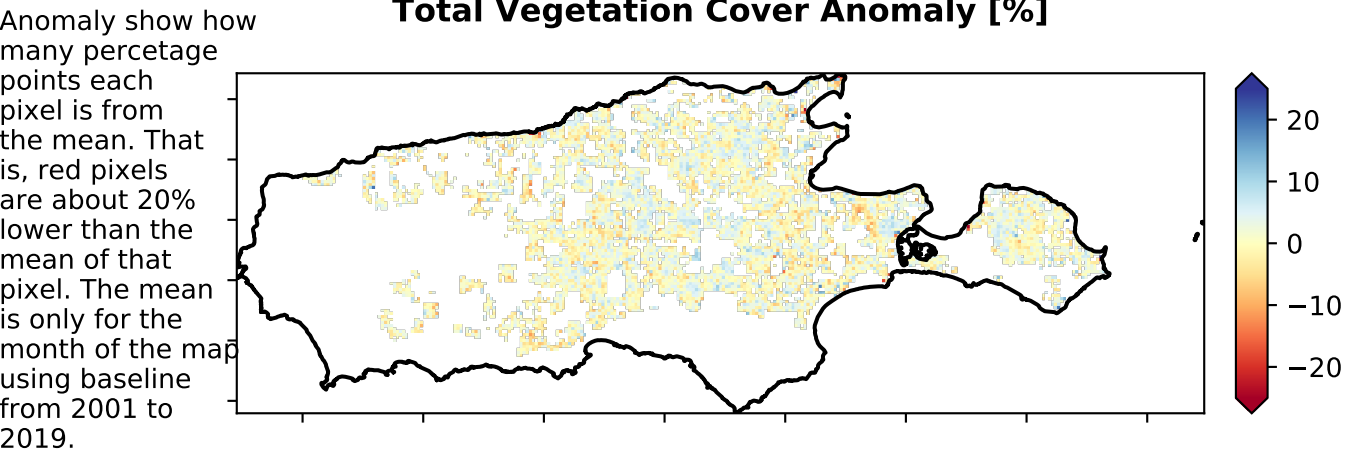 Total Vegetation Cover Anomaly [%]
Anomaly show how
many percetage
points each
pixel is from
the mean. That
is, red pixels
are about 20%
lower than the
mean of that
pixel. The mean
is only for the
month of the map
using baseline
from 2001 to
2019.
20
10
0
−10
−20